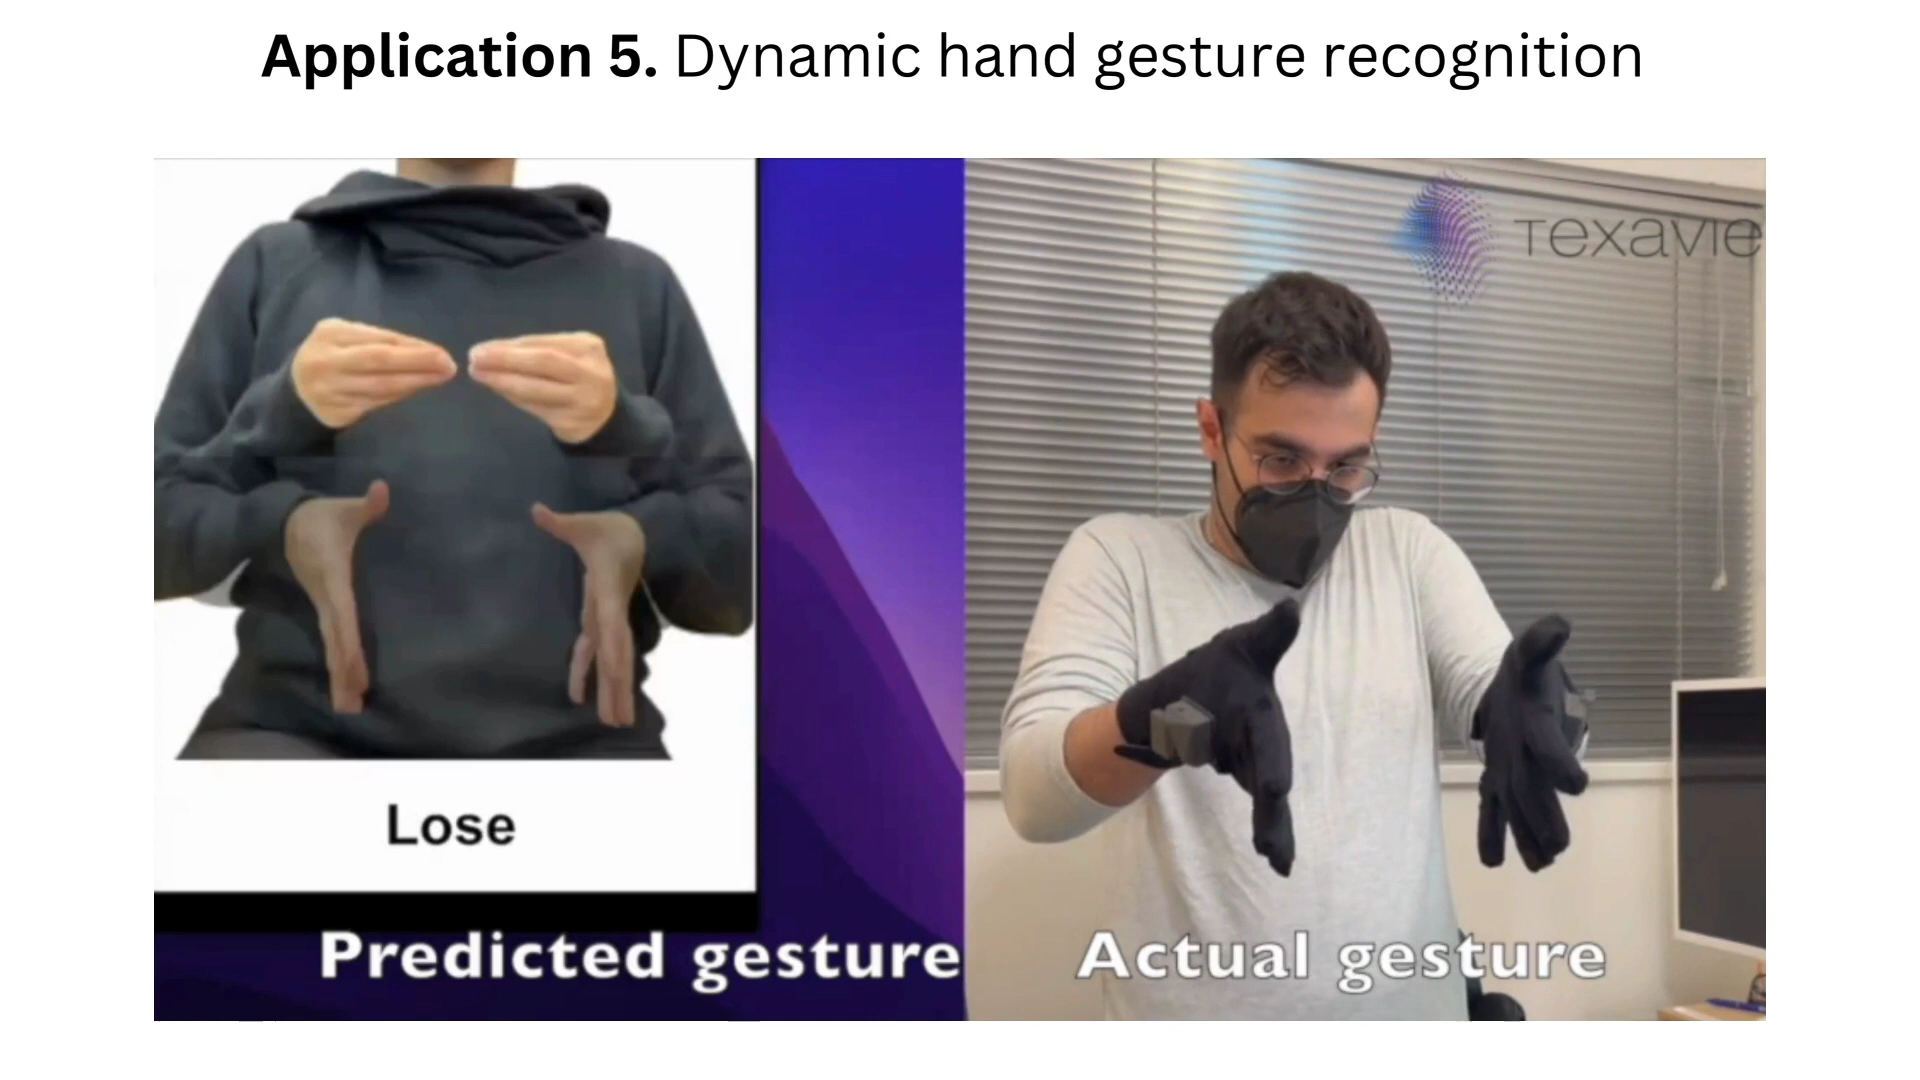 Application 5. Dynamic hand gesture recognition
Texavie
Lose
Predicted gesture
Actual gesture